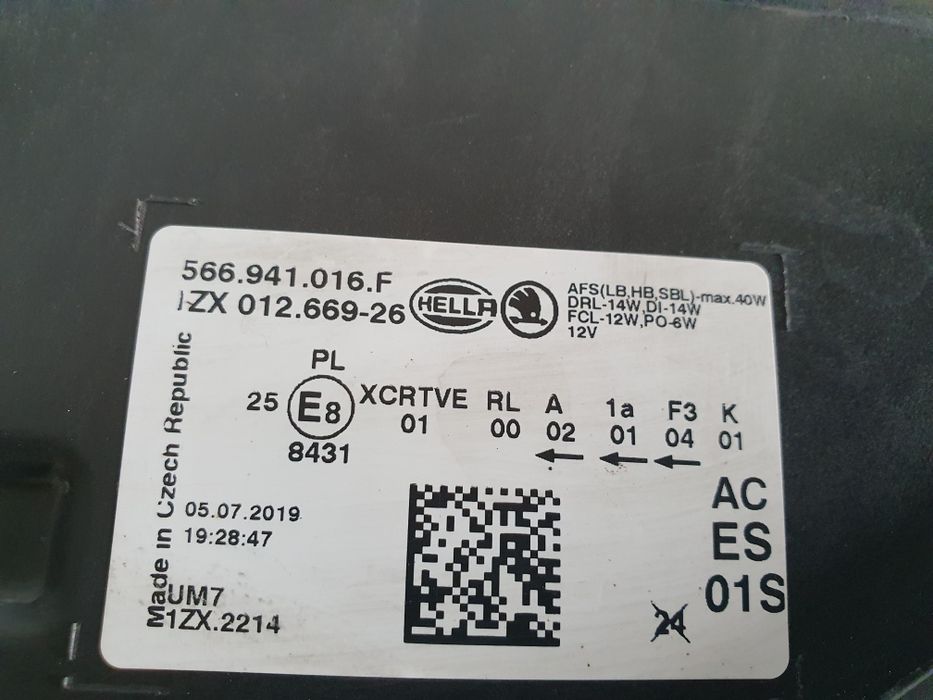 566.941.016.F
1ZX 012.669-26
HELLA
AFS(LB,HB,SBL)-max.40W
DRL-14W,DI-14W
FCL-12W,PO-6W
12V
PL
25 E8 XCRTVE RL A 1a F3 K
8431 01 00 02 01 04 01
Made in Czech Republic
05.07.2019
19:28:47
AC
ES
01S
UM7
1ZX.2214
24